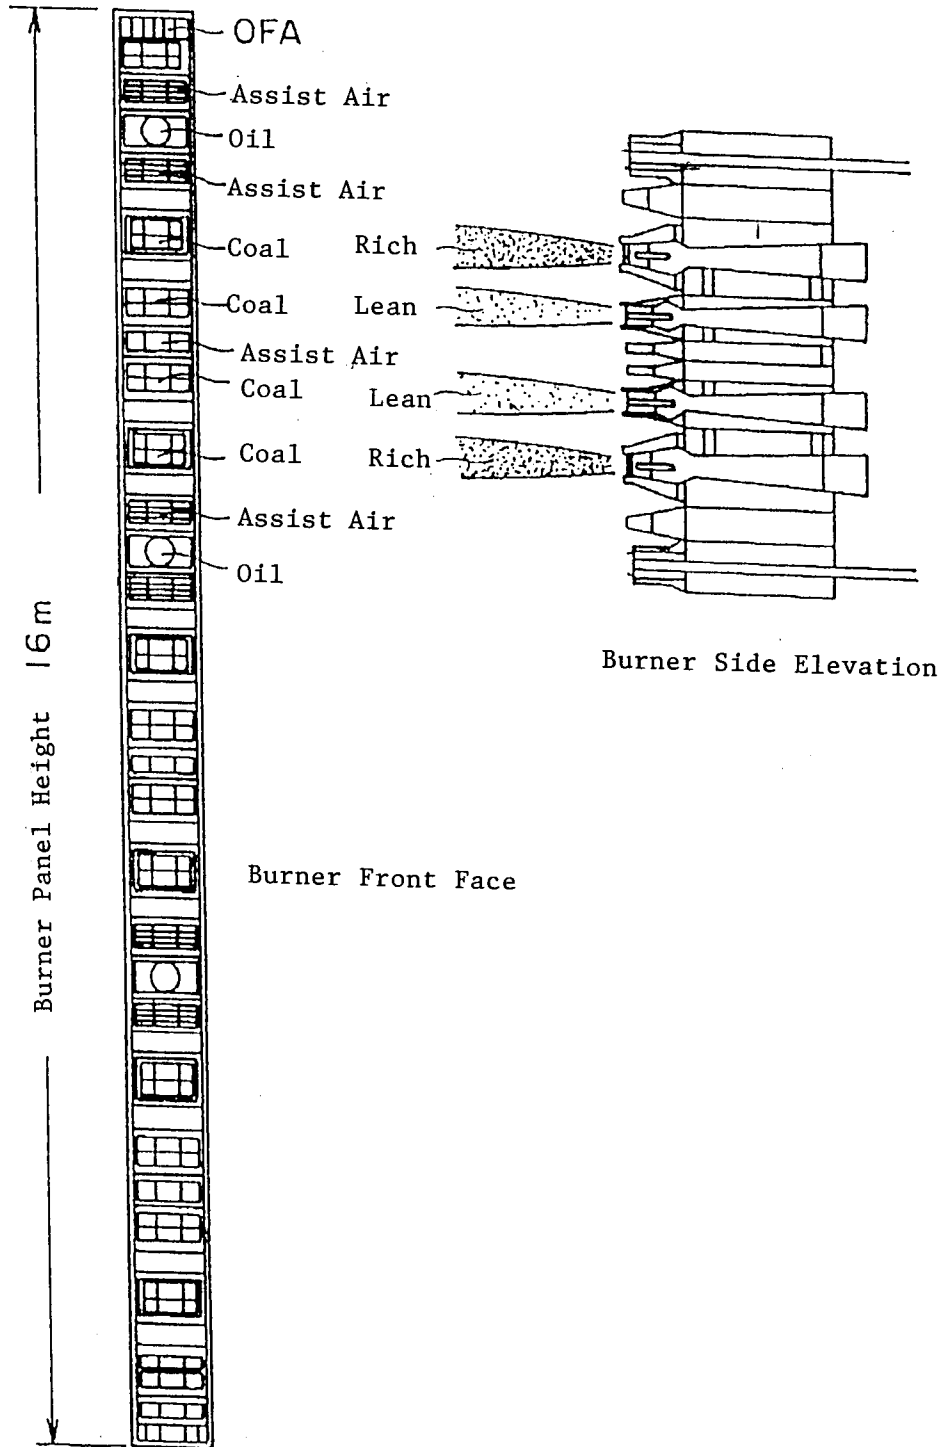 OFA
Assist Air
Oil
Assist Air
Coal
Rich
Coal
Lean
Assist Air
Coal
Lean
Coal
Rich
Assist Air
Oil
Burner Side Elevation
Burner Panel Height 16m
Burner Front Face